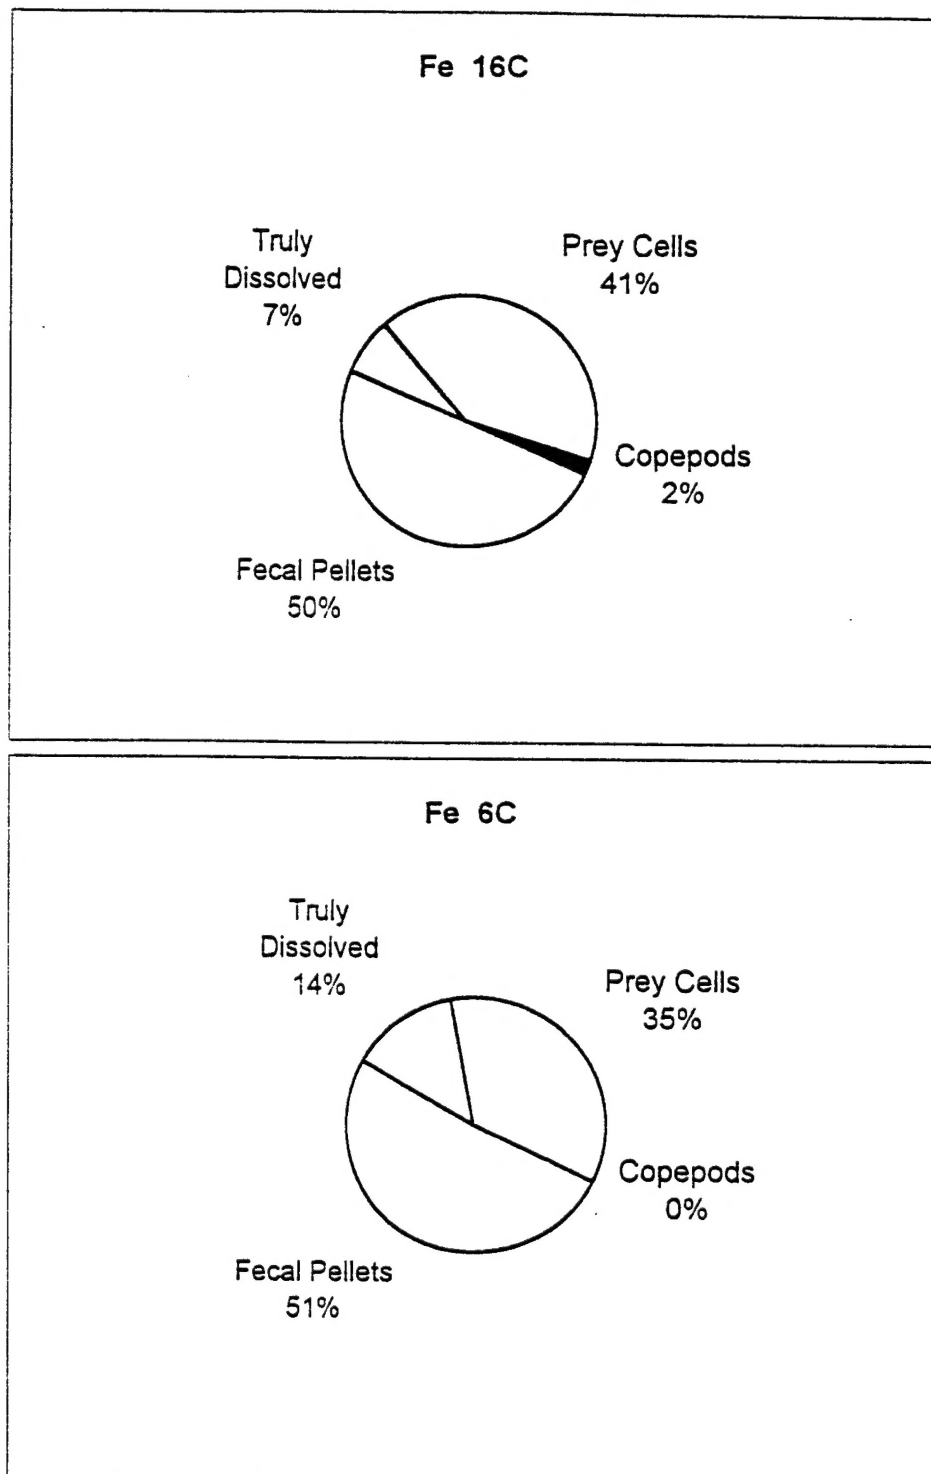 Fe 16C
Truly
Dissolved
7%
Prey Cells
41%
Copepods
2%
Fecal Pellets
50%
Fe 6C
Truly
Dissolved
14%
Prey Cells
35%
Copepods
0%
Fecal Pellets
51%